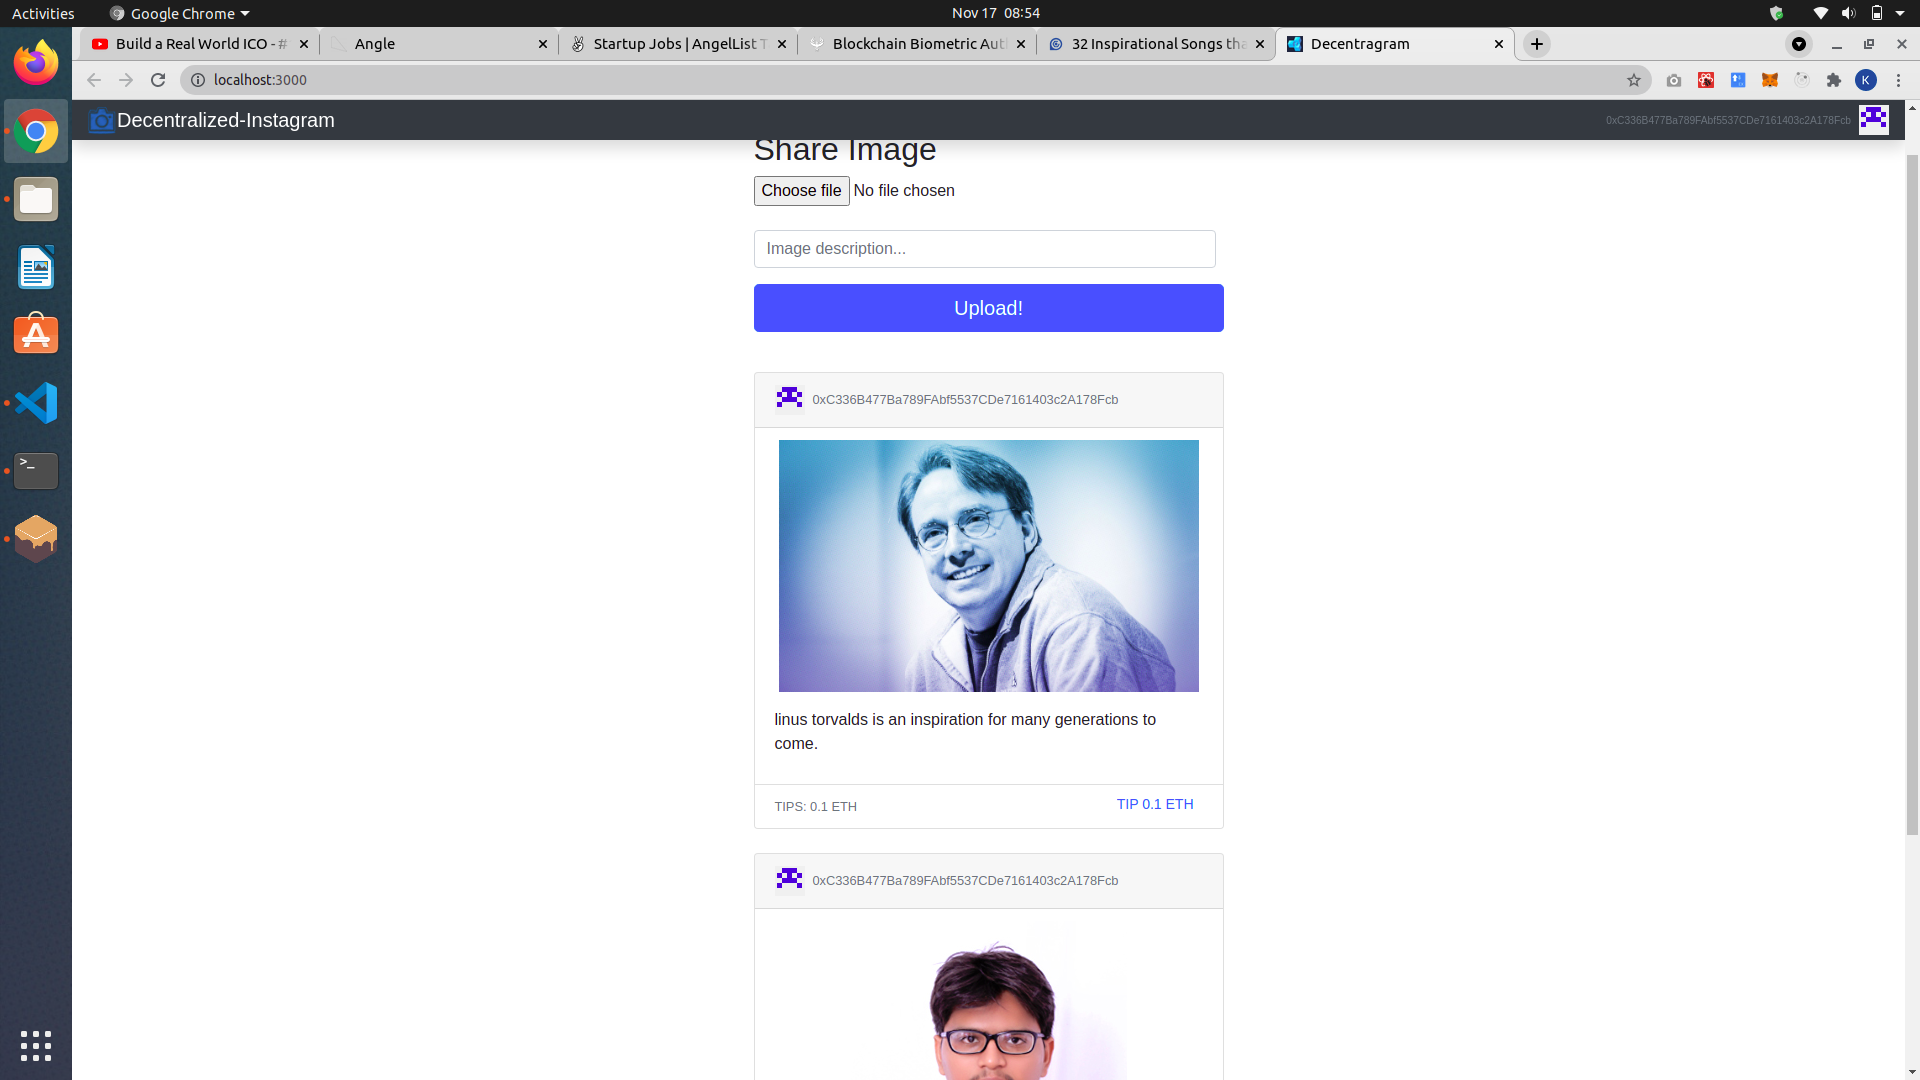 Activities
Google Chrome
Nov 17 08:54
Build a Real World ICO - #
Angle
Startup Jobs | AngelList T
Blockchain Biometric Aut
32 Inspirational Songs tha
Decentragram
localhost:3000
K
Decentralized-Instagram
0xC336B477Ba789FAbf5537CDe7161403c2A178Fcb
Share Image
Choose file No file chosen
Image description...
Upload!
0xC336B477Ba789FAbf5537CDe7161403c2A178Fcb
linus torvalds is an inspiration for many generations to
come.
TIPS: 0.1 ETH
TIP 0.1 ETH
0xC336B477Ba789FAbf5537CDe7161403c2A178Fcb